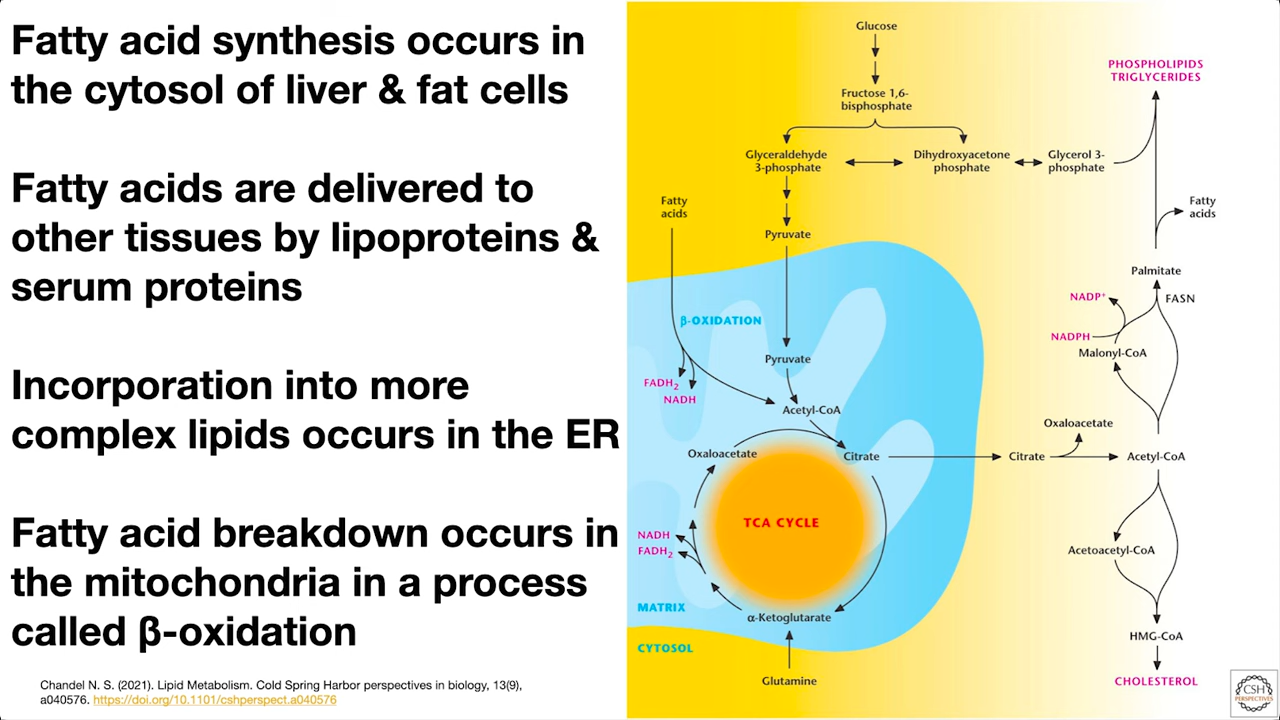 Fatty acid synthesis occurs in
the cytosol of liver & fat cells
Fatty acids are delivered to
other tissues by lipoproteins &
serum proteins
Incorporation into more
complex lipids occurs in the ER
Fatty acid breakdown occurs in
the mitochondria in a process
called β-oxidation
Chandel N. S. (2021). Lipid Metabolism. Cold Spring Harbor perspectives in biology, 13(9),
a040576. https://doi.org/10.1101/cshperspect.a040576
Glucose
Fructose 1,6-
bisphosphate
PHOSPHOLIPIDS
TRIGLYCERIDES
Glyceraldehyde
3-phosphate
Dihydroxyacetone
phosphate
Glycerol 3-
phosphate
Fatty
acids
Pyruvate
Fatty
acids
Palmitate
NADP⁺
FASN
NADPH
Malonyl-CoA
β-OXIDATION
Pyruvate
FADH₂
NADH
Acetyl-CoA
Oxaloacetate
Oxaloacetate
Citrate
Citrate
Acetyl-CoA
TCA CYCLE
NADH
FADH₂
Acetoacetyl-CoA
MATRIX
α-Ketoglutarate
HMG-CoA
CYTOSOL
Glutamine
CHOLESTEROL
CSH
PERSPECTIVES